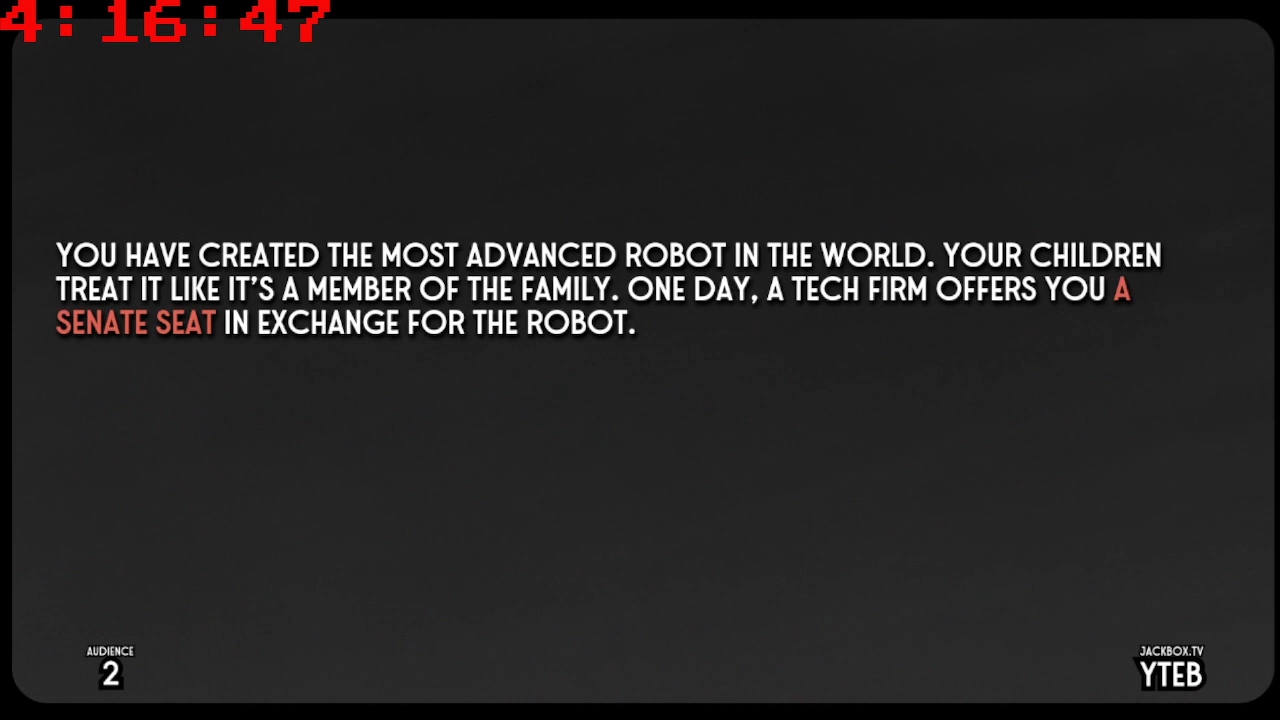 4:16:47
YOU HAVE CREATED THE MOST ADVANCED ROBOT IN THE WORLD. YOUR CHILDREN
TREAT IT LIKE IT'S A MEMBER OF THE FAMILY. ONE DAY, A TECH FIRM OFFERS YOU A
SENATE SEAT IN EXCHANGE FOR THE ROBOT.
AUDIENCE
2
JACKBOX.TV
YTEB